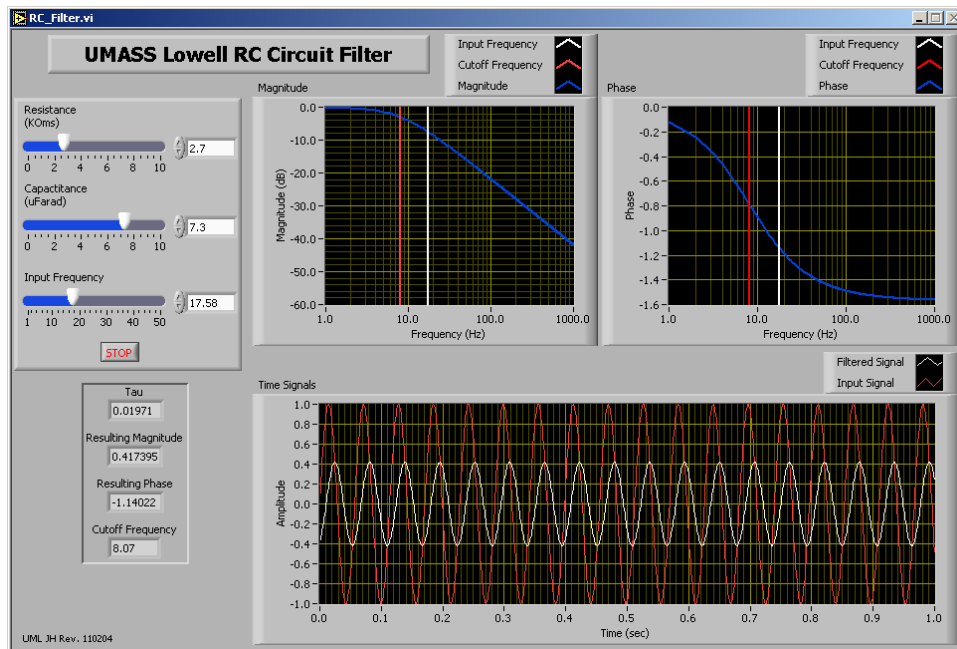 RC_Filter.vi
UMASS Lowell RC Circuit Filter
Input Frequency
Cutoff Frequency
Magnitude
Input Frequency
Cutoff Frequency
Phase
Resistance
(KOms)
2.7
0 2 4 6 8 10
Capactitance
(uFarad)
7.3
0 2 4 6 8 10
Input Frequency
17.58
1 10 20 30 40 50
STOP
Tau
0.01971
Resulting Magnitude
0.417395
Resulting Phase
-1.14022
Cutoff Frequency
8.07
Magnitude
Magnitude (dB)
0.0
-10.0
-20.0
-30.0
-40.0
-50.0
-60.0
1.0 10.0 100.0 1000.0
Frequency (Hz)
Phase
Phase
0.0
-0.2
-0.4
-0.6
-0.8
-1.0
-1.2
-1.4
-1.6
1.0 10.0 100.0 1000.0
Frequency (Hz)
Filtered Signal
Input Signal
Time Signals
Amplitude
1.0
0.8
0.6
0.4
0.2
0.0
-0.2
-0.4
-0.6
-0.8
-1.0
0.0 0.1 0.2 0.3 0.4 0.5 0.6 0.7 0.8 0.9 1.0
Time (sec)
UML JH Rev. 110204